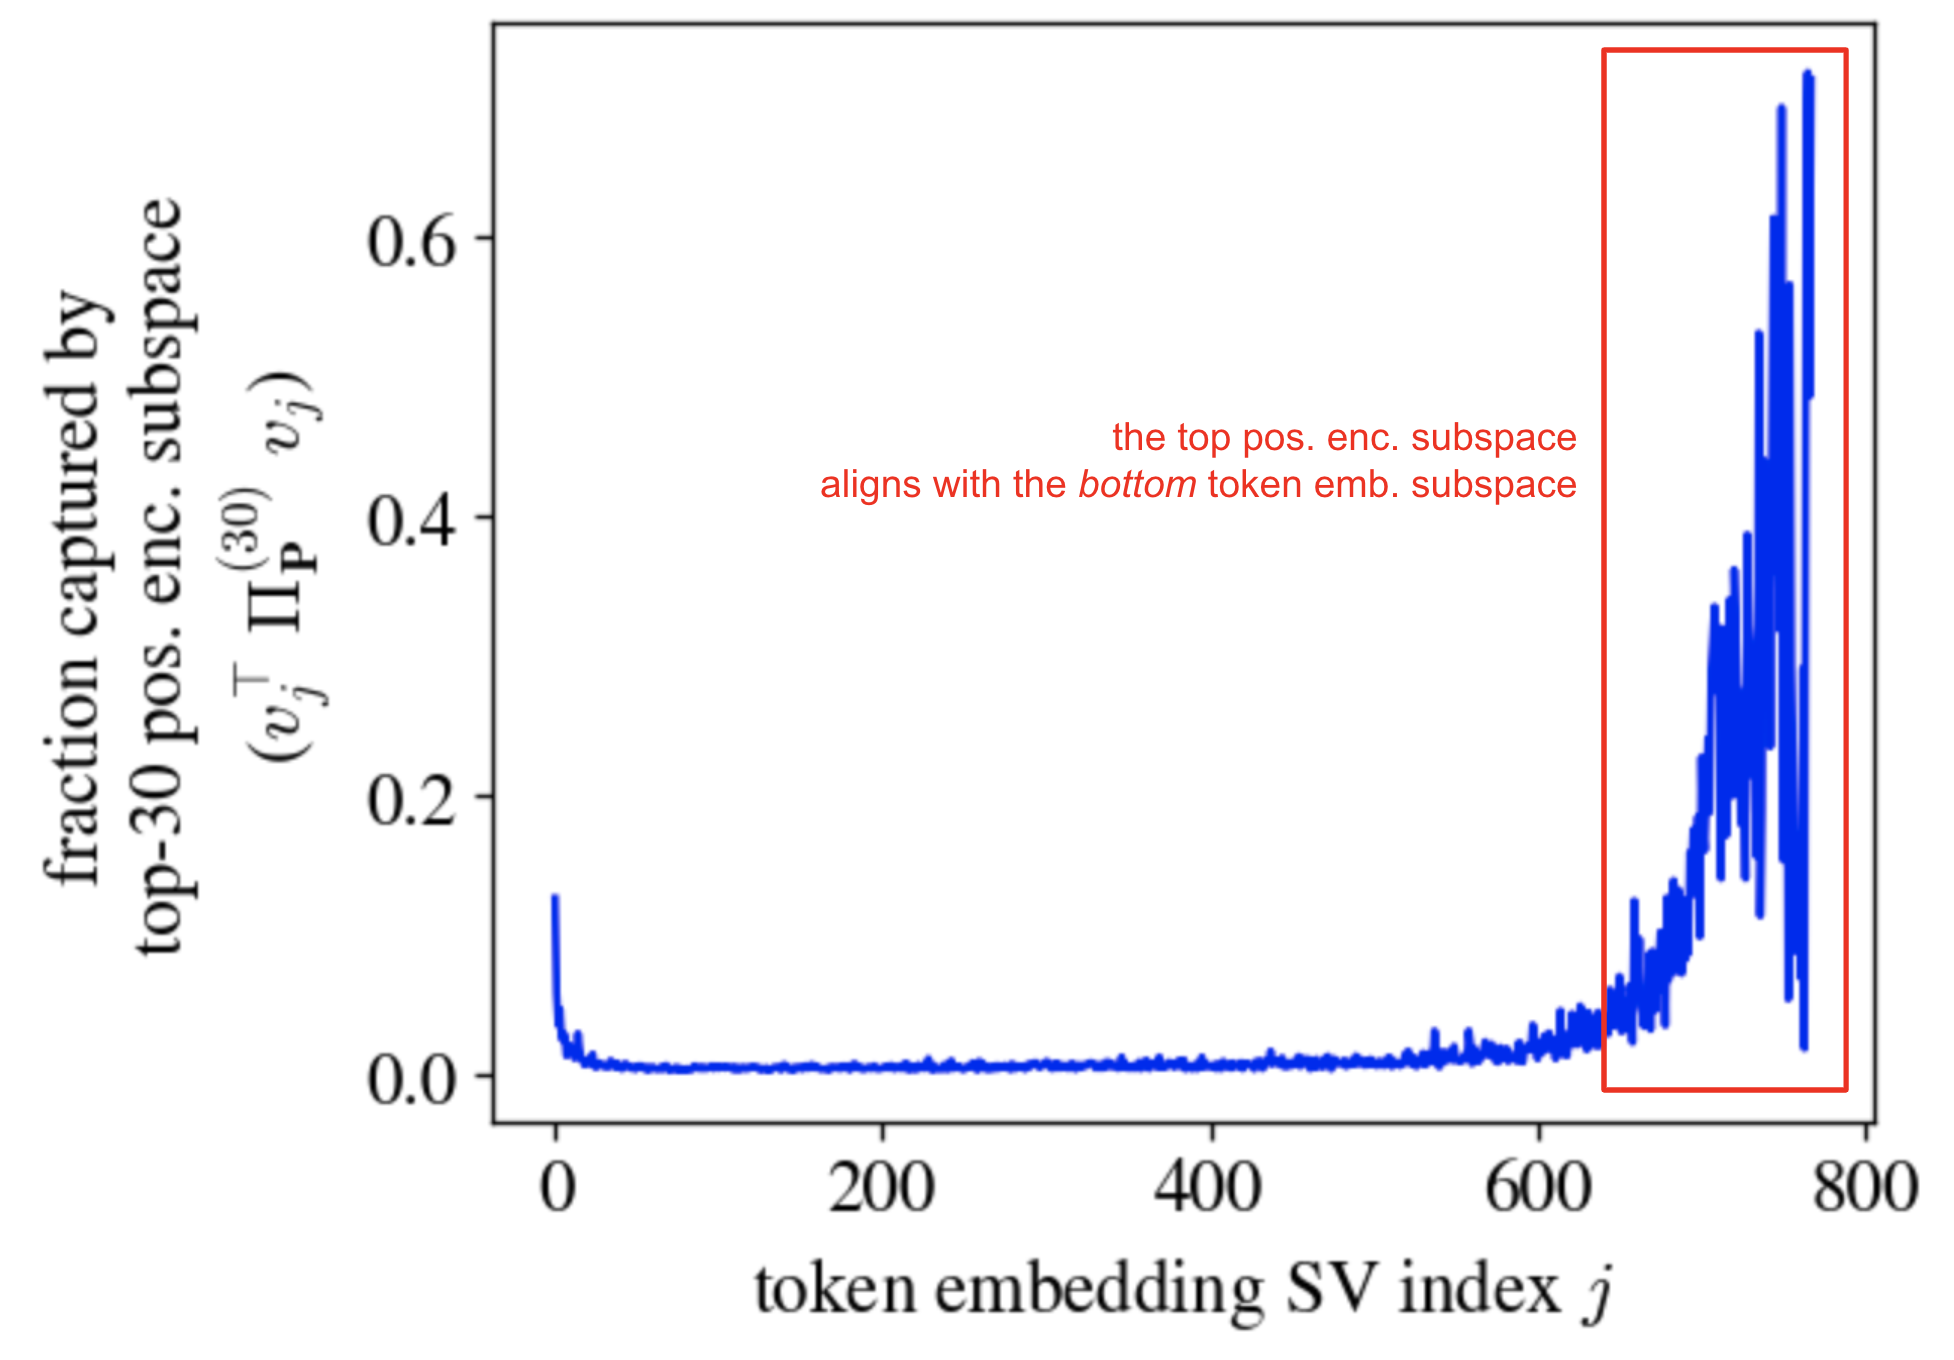 fraction captured by
top-30 pos. enc. subspace
(v_j^⊤ Π_P^(30) v_j)
0.6
0.4
0.2
0.0
the top pos. enc. subspace
aligns with the bottom token emb. subspace
0 200 400 600 800
token embedding SV index j